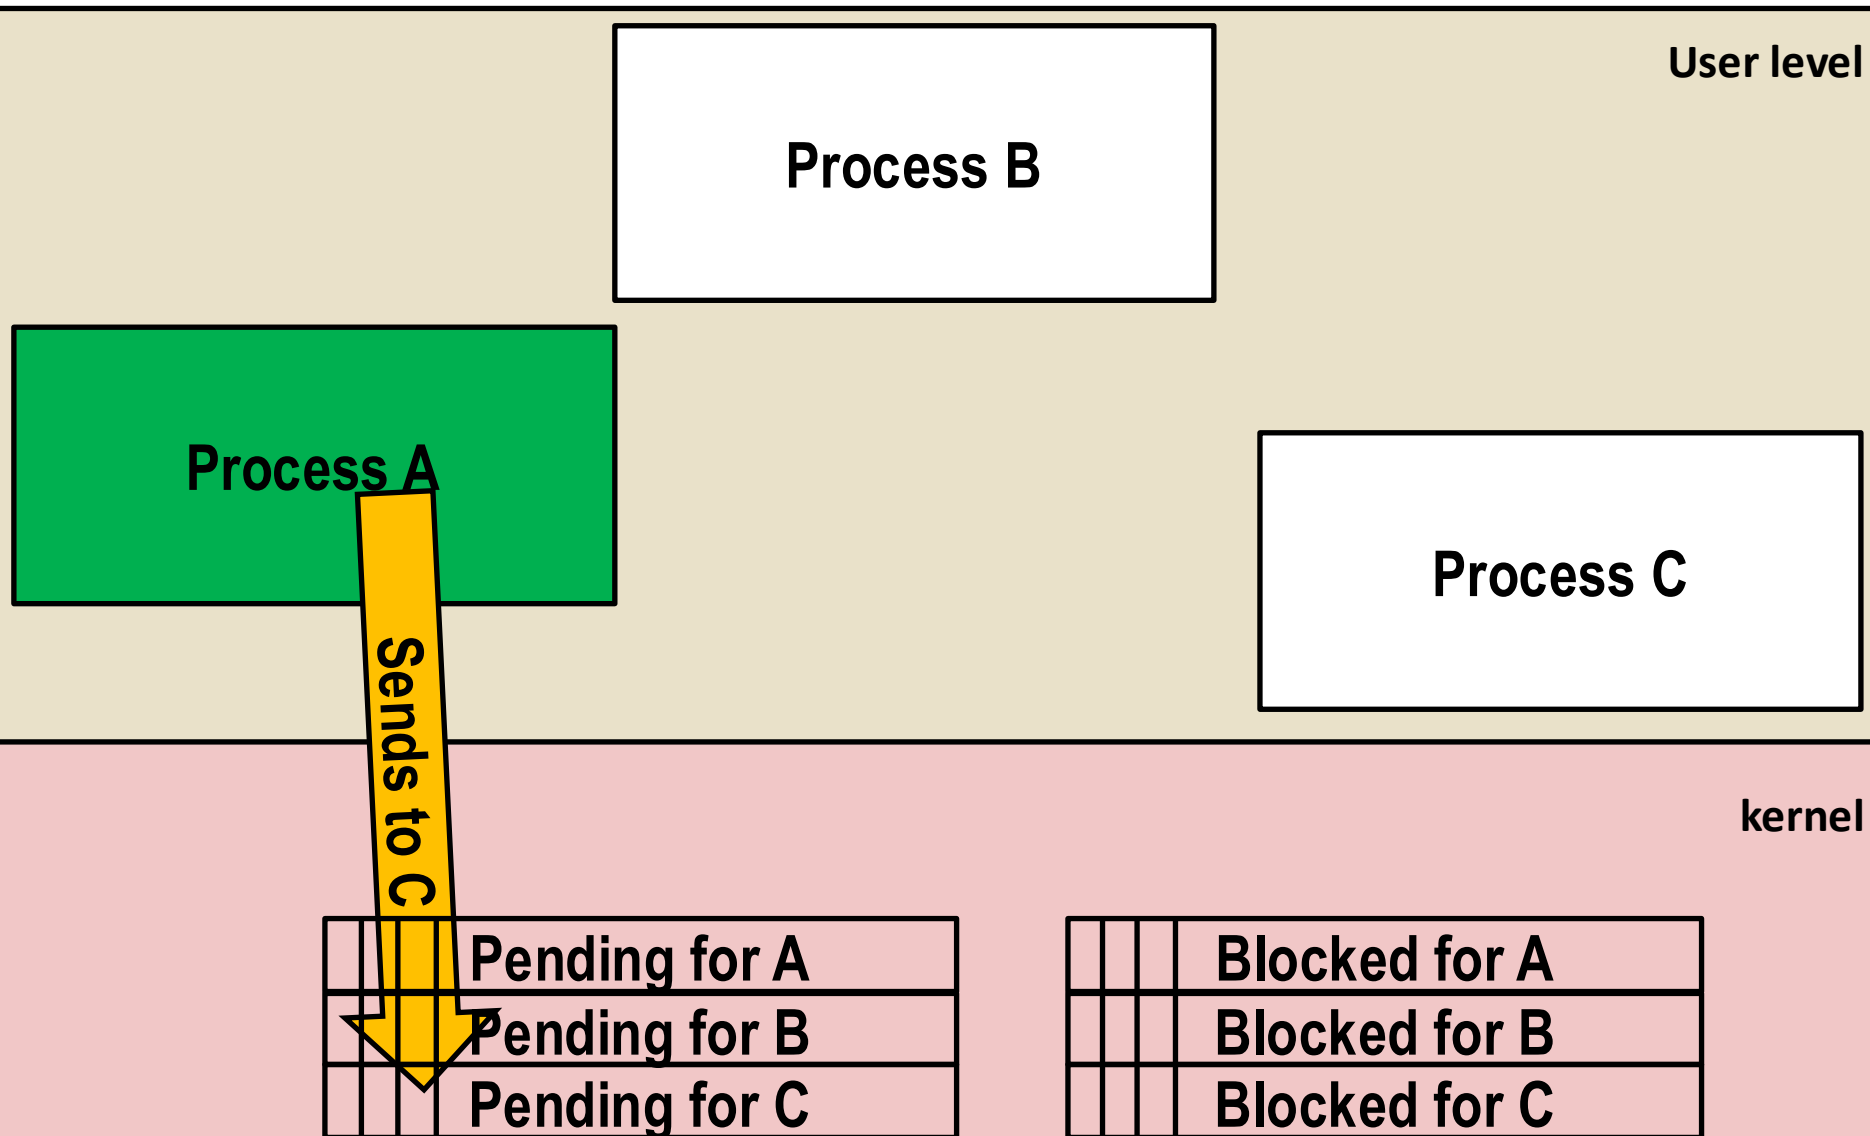 User level
Process B
Process A
Process C
Sends to C
kernel
Pending for A
Blocked for A
Pending for B
Blocked for B
Pending for C
Blocked for C